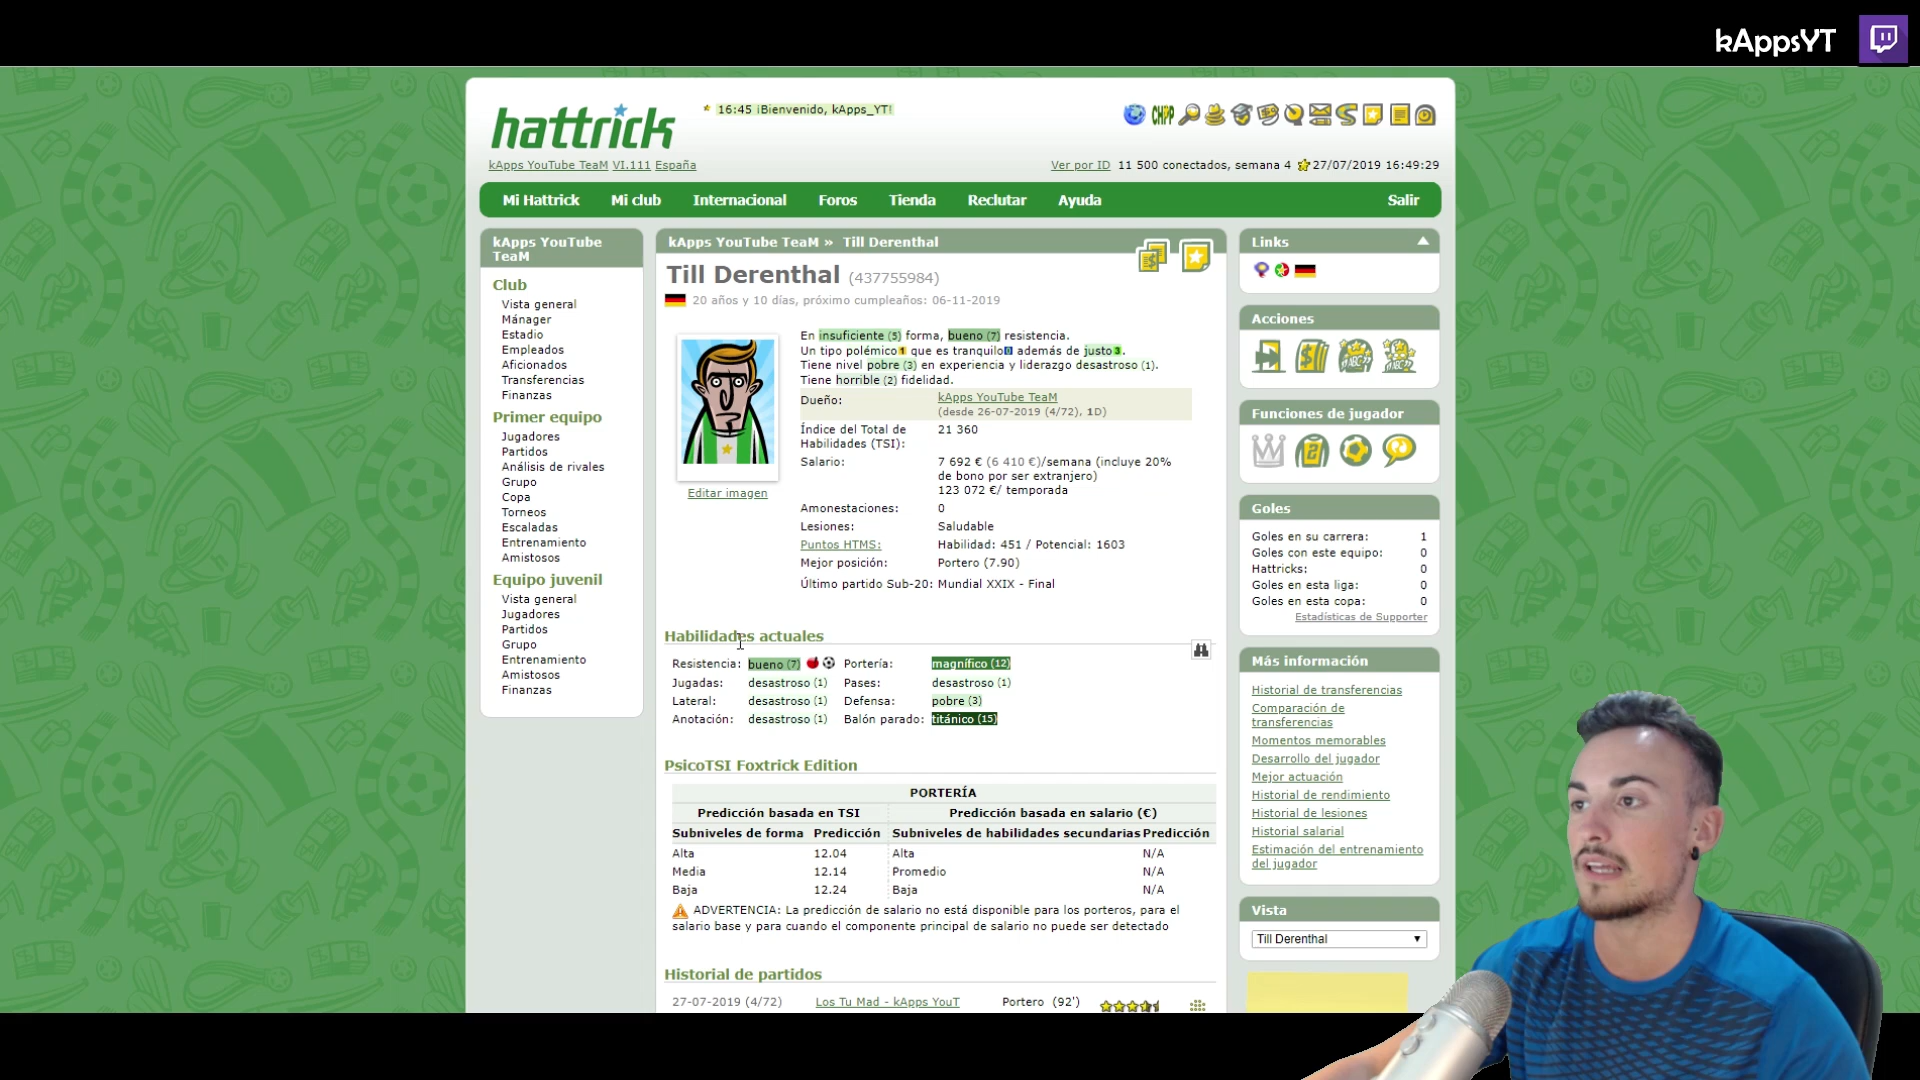 kAppsYT
hattrick
16:45 ¡Bienvenido, kApps_YT!
CHPP
kApps YouTube TeaM VI.111 España
Ver por ID 11 500 conectados, semana 4 27/07/2019 16:49:29
Mi Hattrick Mi club Internacional Foros Tienda Reclutar Ayuda Salir
kApps YouTube
TeaM
Club
Vista general
Mánager
Estadio
Empleados
Aficionados
Transferencias
Finanzas
Primer equipo
Jugadores
Partidos
Análisis de rivales
Grupo
Copa
Torneos
Escaladas
Entrenamiento
Amistosos
Equipo juvenil
Vista general
Jugadores
Partidos
Grupo
Entrenamiento
Amistosos
Finanzas
kApps YouTube TeaM » Till Derenthal
Till Derenthal (437755984)
20 años y 10 días, próximo cumpleaños: 06-11-2019
En insuficiente (5) forma, bueno (7) resistencia.
Un tipo polémico 1 que es tranquilo 0 además de justo 3.
Tiene nivel pobre (3) en experiencia y liderazgo desastroso (1).
Tiene horrible (2) fidelidad.
Dueño: kApps YouTube TeaM
(desde 26-07-2019 (4/72), 1D)
Índice del Total de
Habilidades (TSI): 21 360
Salario: 7 692 € (6 410 €)/semana (incluye 20%
de bono por ser extranjero)
123 072 €/ temporada
Amonestaciones: 0
Lesiones: Saludable
Puntos HTMS: Habilidad: 451 / Potencial: 1603
Mejor posición: Portero (7.90)
Último partido Sub-20: Mundial XXIX - Final
Editar imagen
Habilidades actuales
Resistencia: bueno (7) Portería: magnífico (12)
Jugadas: desastroso (1) Pases: desastroso (1)
Lateral: desastroso (1) Defensa: pobre (3)
Anotación: desastroso (1) Balón parado: titánico (15)
PsicoTSI Foxtrick Edition
PORTERÍA
Predicción basada en TSI Predicción basada en salario (€)
Subniveles de forma Predicción Subniveles de habilidades secundarias Predicción
Alta 12.04 Alta N/A
Media 12.14 Promedio N/A
Baja 12.24 Baja N/A
ADVERTENCIA: La predicción de salario no está disponible para los porteros, para el
salario base y para cuando el componente principal de salario no puede ser detectado
Historial de partidos
27-07-2019 (4/72) Los Tu Mad - kApps YouT Portero (92')
Links
Acciones
ABC
ABC
Funciones de jugador
2
Goles
Goles en su carrera: 1
Goles con este equipo: 0
Hattricks: 0
Goles en esta liga: 0
Goles en esta copa: 0
Estadísticas de Supporter
Más información
Historial de transferencias
Comparación de
transferencias
Momentos memorables
Desarrollo del jugador
Mejor actuación
Historial de rendimiento
Historial de lesiones
Historial salarial
Estimación del entrenamiento
del jugador
Vista
Till Derenthal